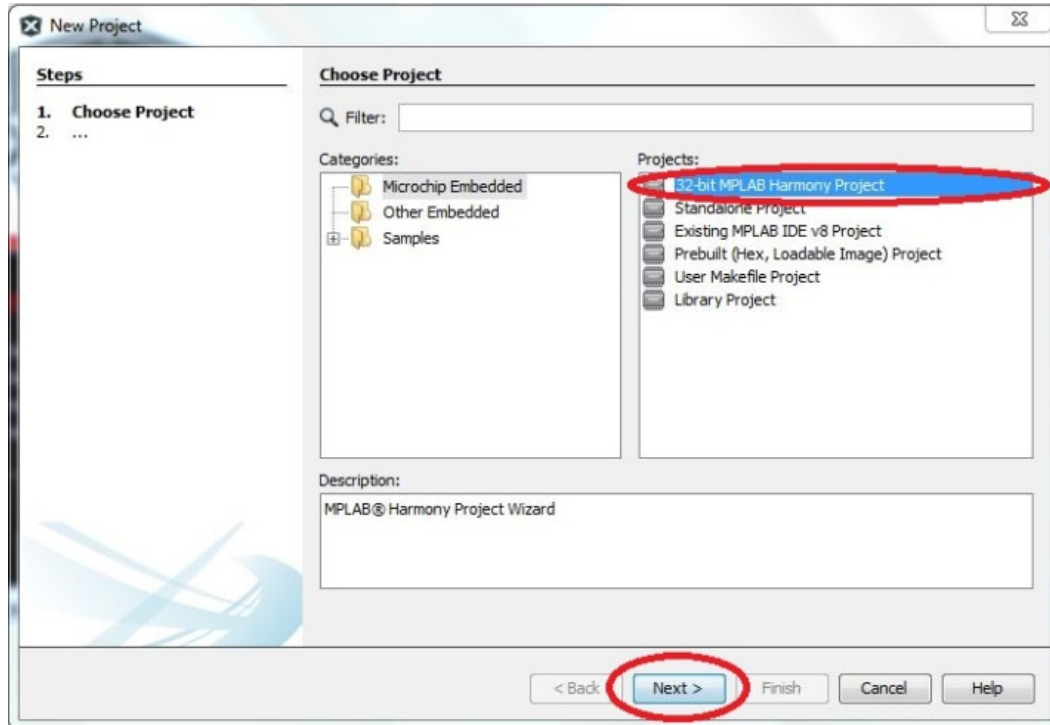 New Project
Steps
1. Choose Project
2. ...
Choose Project
Filter:
Categories:
Microchip Embedded
Other Embedded
Samples
Projects:
32-bit MPLAB Harmony Project
Standalone Project
Existing MPLAB IDE v8 Project
Prebuilt (Hex, Loadable Image) Project
User Makefile Project
Library Project
Description:
MPLAB® Harmony Project Wizard
< Back Next > Finish Cancel Help